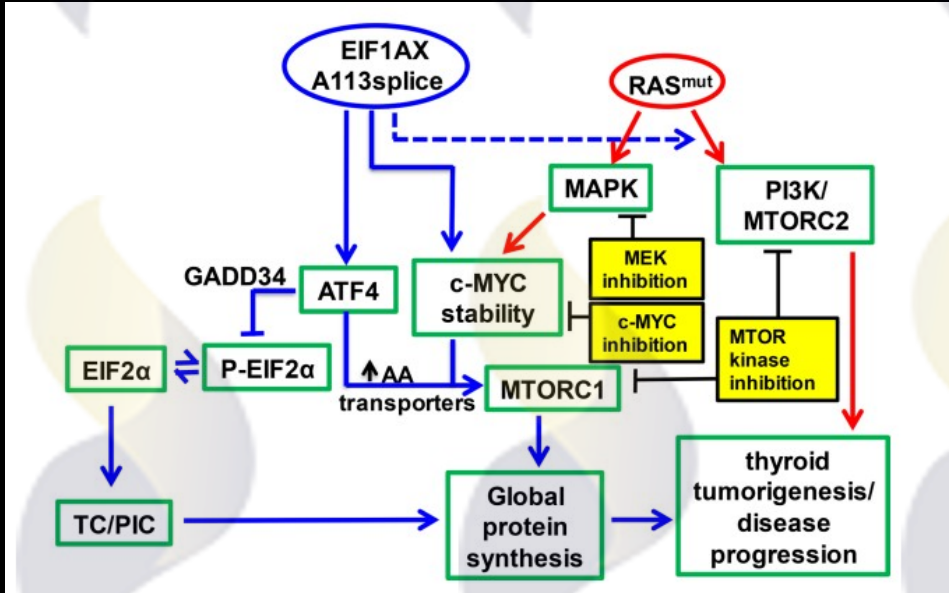 EIF1AX
A113splice
RASmut
MAPK
PI3K/
MTORC2
MEK
inhibition
GADD34
ATF4
c-MYC
stability
c-MYC
inhibition
MTOR
kinase
inhibition
EIF2α
P-EIF2α
↑AA
transporters
MTORC1
TC/PIC
Global
protein
synthesis
thyroid
tumorigenesis/
disease
progression